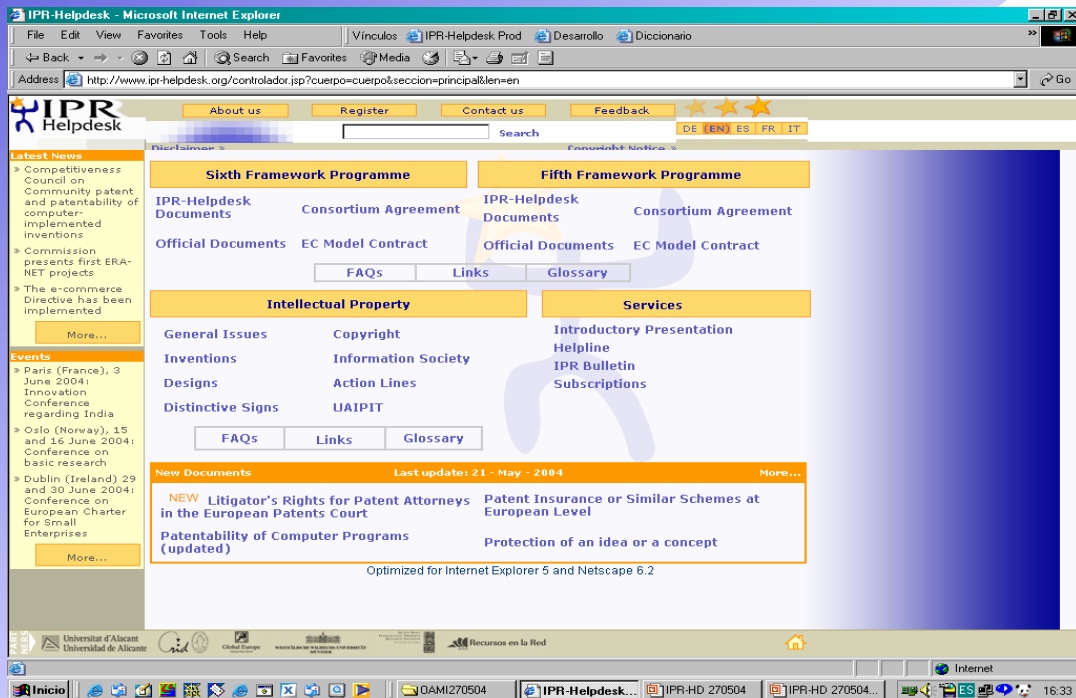 IPR-Helpdesk - Microsoft Internet Explorer
File Edit View Favorites Tools Help
Vínculos IPR-Helpdesk Prod Desarrollo Diccionario
Back Search Favorites Media
Address http://www.ipr-helpdesk.org/controlador.jsp?cuerpo=cuerpo&seccion=principal&len=en Go
IPR
Helpdesk
About us Register Contact us Feedback
Search
DE (EN) ES FR IT
Disclaimer » Copyright Notice »
Latest News
» Competitiveness
Council on
Community patent
and patentability of
computer-
implemented
inventions
» Commission
presents first ERA-
NET projects
» The e-commerce
Directive has been
implemented
More...
Events
» Paris (France), 3
June 2004:
Innovation
Conference
regarding India
» Oslo (Norway), 15
and 16 June 2004:
Conference on
basic research
» Dublin (Ireland) 29
and 30 June 2004:
Conference on
European Charter
for Small
Enterprises
More...
Sixth Framework Programme
IPR-Helpdesk
Documents
Consortium Agreement
Official Documents EC Model Contract
Fifth Framework Programme
IPR-Helpdesk
Documents
Consortium Agreement
Official Documents EC Model Contract
FAQs Links Glossary
Intellectual Property
General Issues Copyright
Inventions Information Society
Designs Action Lines
Distinctive Signs UAIPIT
FAQs Links Glossary
Services
Introductory Presentation
Helpline
IPR Bulletin
Subscriptions
New Documents Last update: 21 - May - 2004 More...
NEW Litigator's Rights for Patent Attorneys
in the European Patents Court
Patent Insurance or Similar Schemes at
European Level
Patentability of Computer Programs
(updated)
Protection of an idea or a concept
Optimized for Internet Explorer 5 and Netscape 6.2
PART
NERS
Universitat d'Alacant
Universidad de Alicante
Crid
Global Europe
Recursos en la Red
Internet
Inicio OAMI270504 IPR-Helpdesk... IPR-HD 270504 IPR-HD 270504... ES 16:33